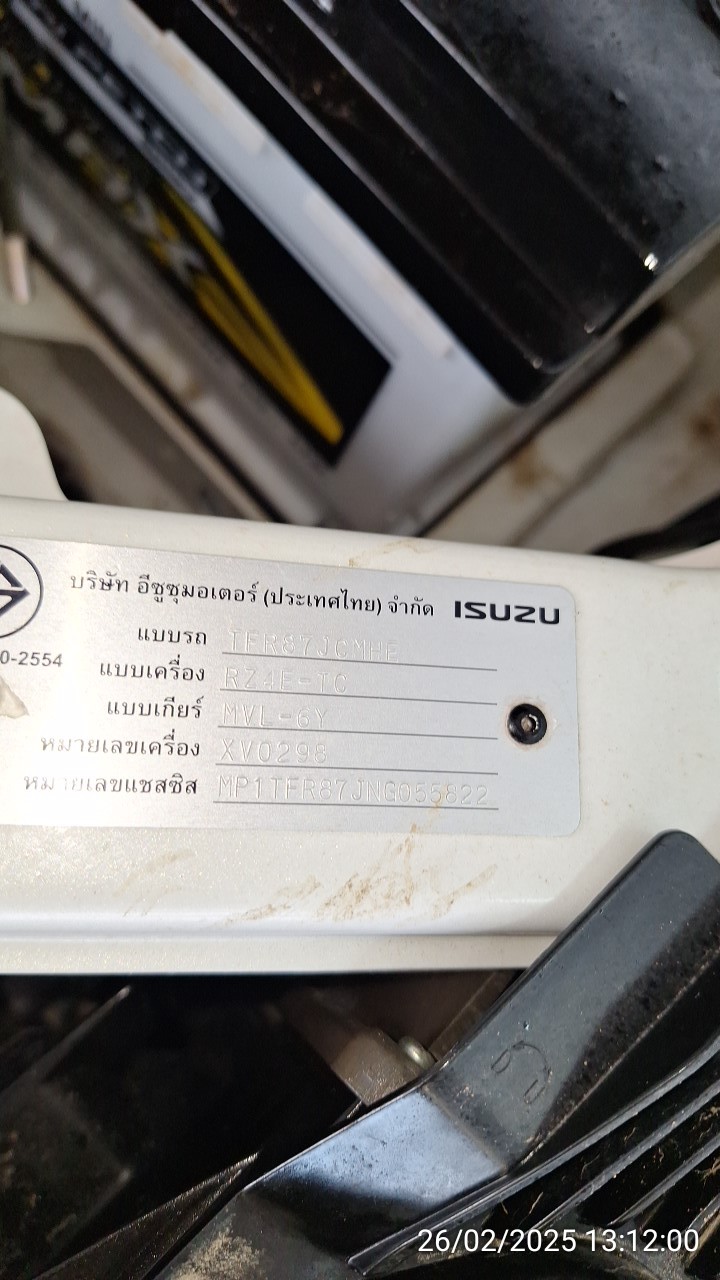 บริษัท อีซูซุมอเตอร์ (ประเทศไทย) จำกัด ISUZU
แบบรถ TFR87JCMHE
0-2554
แบบเครื่อง RZ4E-TC
แบบเกียร์ MVL-6Y
หมายเลขเครื่อง XV0298
หมายเลขแชสซิส MP1TFR87JNG055822
26/02/2025 13:12:00